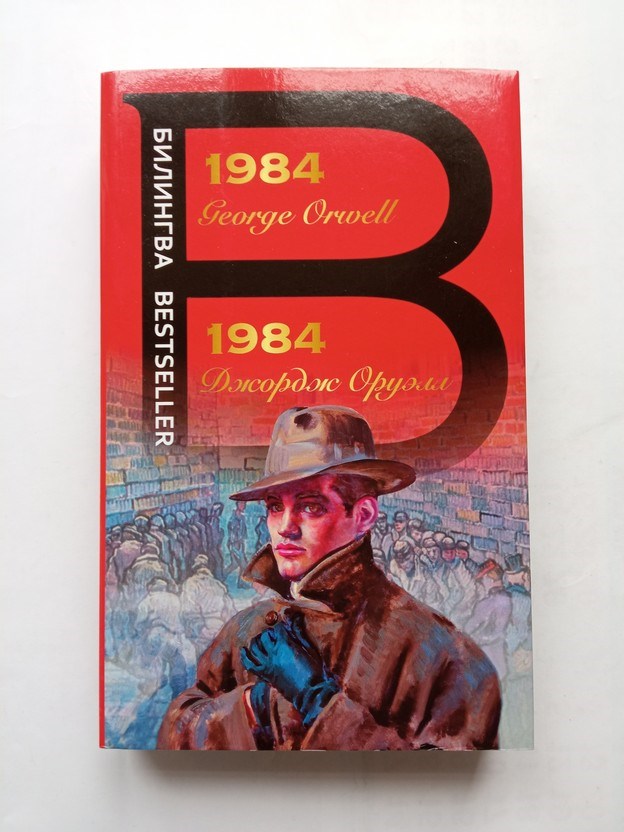 B
1984
George Orwell
1984
Джордж Оруэлл
БИЛИНГВА BESTSELLER